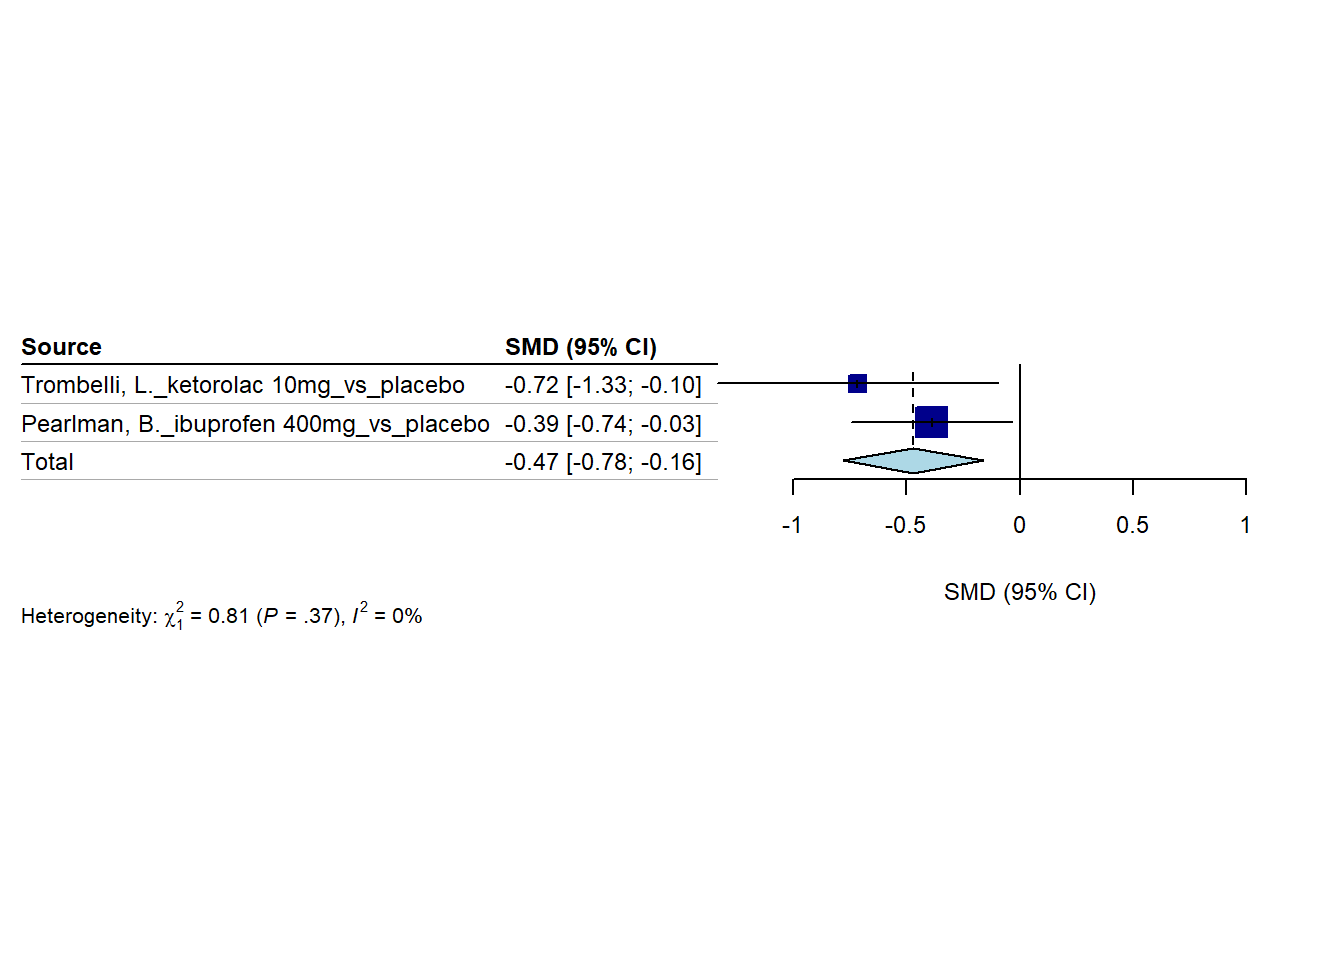 Source SMD (95% CI)
Trombelli, L._ketorolac 10mg_vs_placebo -0.72 [-1.33; -0.10]
Pearlman, B._ibuprofen 400mg_vs_placebo -0.39 [-0.74; -0.03]
Total -0.47 [-0.78; -0.16]
-1 -0.5 0 0.5 1
SMD (95% CI)
Heterogeneity: χ²₁ = 0.81 (P = .37), I² = 0%